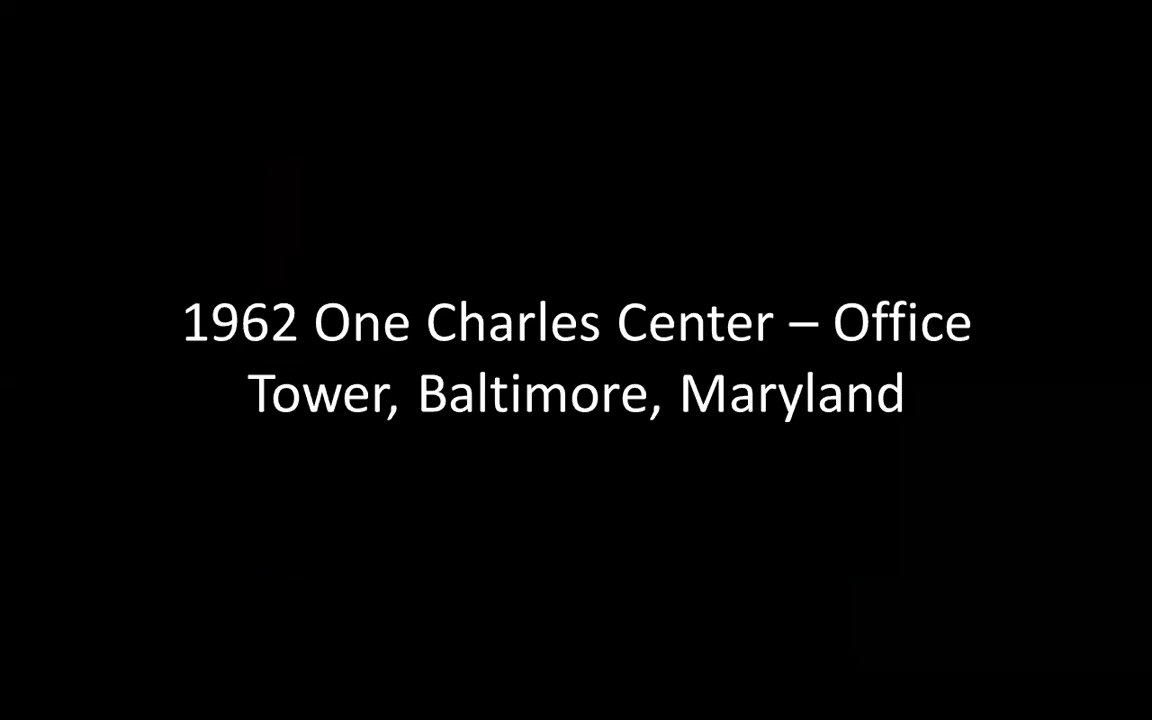 1962 One Charles Center – Office
Tower, Baltimore, Maryland